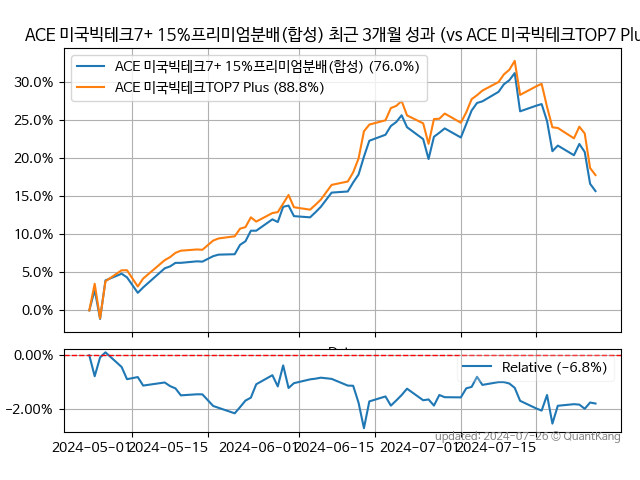 ACE 미국빅테크7+ 15%프리미엄분배(합성) 최근 3개월 성과 (vs ACE 미국빅테크TOP7 Plu
ACE 미국빅테크7+ 15%프리미엄분배(합성) (76.0%)
ACE 미국빅테크TOP7 Plus (88.8%)
30.0%
25.0%
20.0%
15.0%
10.0%
5.0%
0.0%
0.00%
Relative (−6.8%)
−2.00%
updated: 2024-07-26 © QuantKang
2024-05-01 2024-05-15 2024-06-01 2024-06-15 2024-07-01 2024-07-15